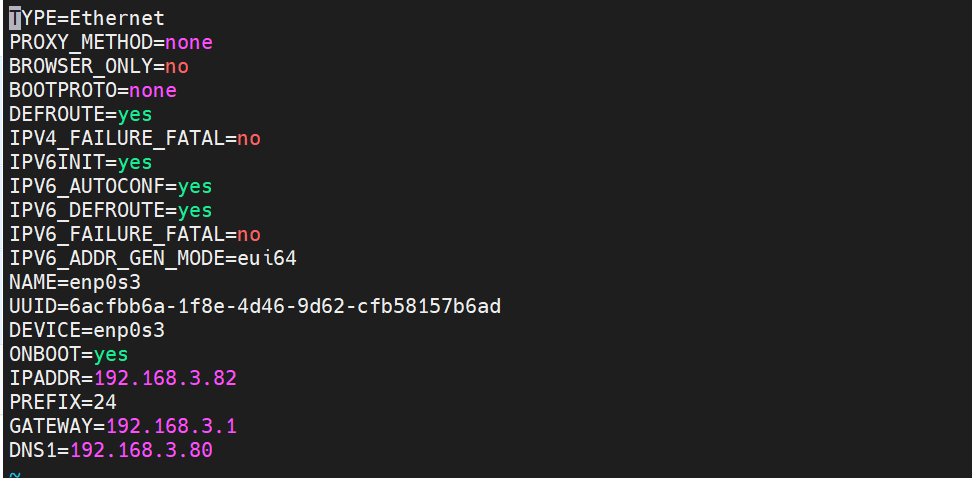 TYPE=Ethernet
PROXY_METHOD=none
BROWSER_ONLY=no
BOOTPROTO=none
DEFROUTE=yes
IPV4_FAILURE_FATAL=no
IPV6INIT=yes
IPV6_AUTOCONF=yes
IPV6_DEFROUTE=yes
IPV6_FAILURE_FATAL=no
IPV6_ADDR_GEN_MODE=eui64
NAME=enp0s3
UUID=6acfbb6a-1f8e-4d46-9d62-cfb58157b6ad
DEVICE=enp0s3
ONBOOT=yes
IPADDR=192.168.3.82
PREFIX=24
GATEWAY=192.168.3.1
DNS1=192.168.3.80
~